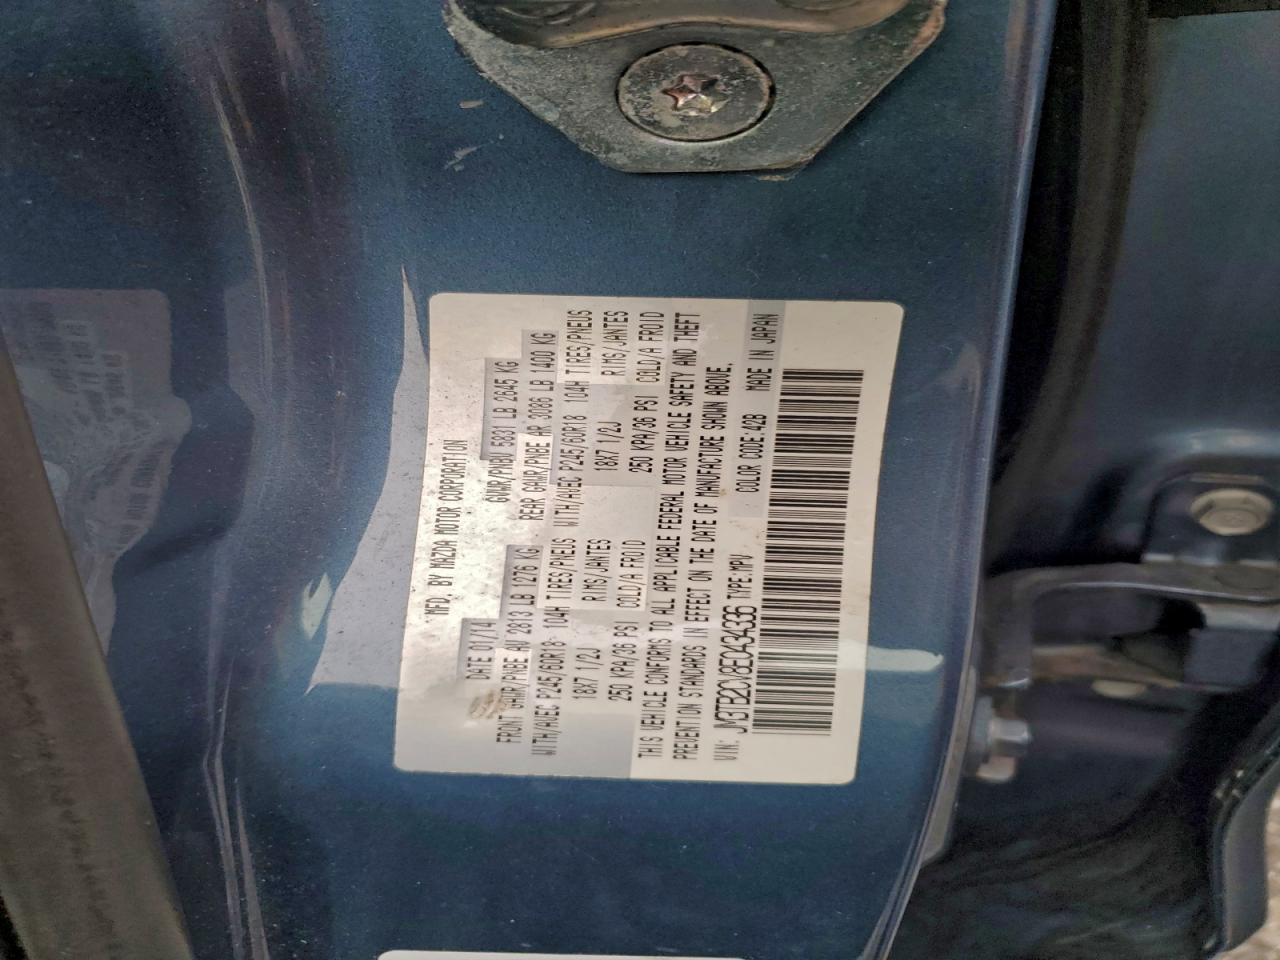 MFD. BY MAZDA MOTOR CORPORATION
DATE 01/14 GVWR/PNBV 5831 LB 2645 KG
FRONT GAWR/PNBE AV 2813 LB 1276 KG REAR GAWR/PNBE AR 3086 LB 1400 KG
WITH/AVEC P245/60R18 104H TIRES/PNEUS WITH/AVEC P245/60R18 104H TIRES/PNEUS
18X7 1/2J RIMS/JANTES 18X7 1/2J RIMS/JANTES
250 KPA/36 PSI COLD/A FROID 250 KPA/36 PSI COLD/A FROID
THIS VEHICLE CONFORMS TO ALL APPLICABLE FEDERAL MOTOR VEHICLE SAFETY AND THEFT
PREVENTION STANDARDS IN EFFECT ON THE DATE OF MANUFACTURE SHOWN ABOVE.
VIN: JM3TB2CV8E0434336 TYPE:MPV COLOR CODE:42B MADE IN JAPAN